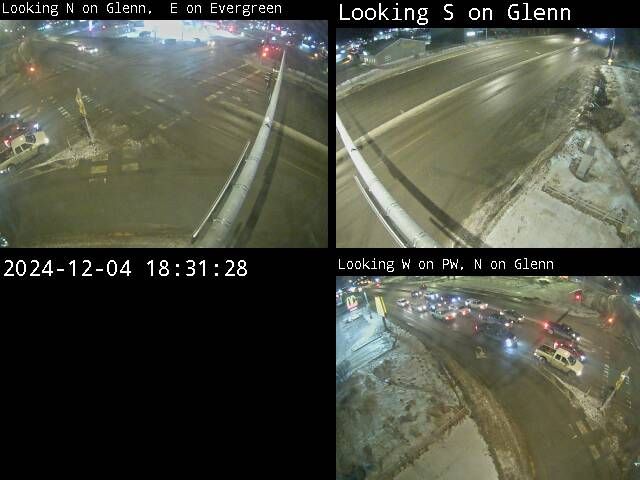 Looking N on Glenn,  E on Evergreen
Looking S on Glenn
2024-12-04 18:31:28
Looking W on PW, N on Glenn